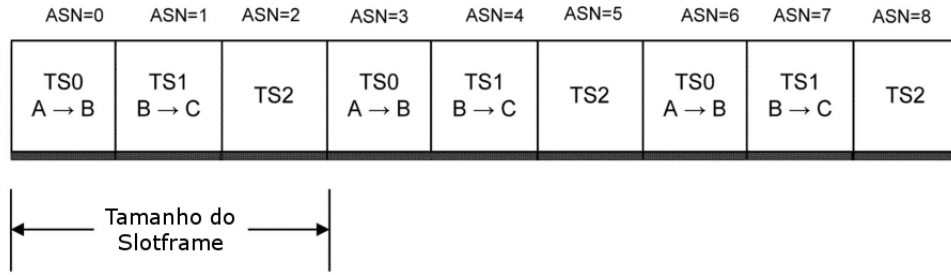 ASN=0 ASN=1 ASN=2 ASN=3 ASN=4 ASN=5 ASN=6 ASN=7 ASN=8
TS0 TS1 TS2 TS0 TS1 TS2 TS0 TS1 TS2
A → B B → C A → B B → C A → B B → C
Tamanho do
Slotframe